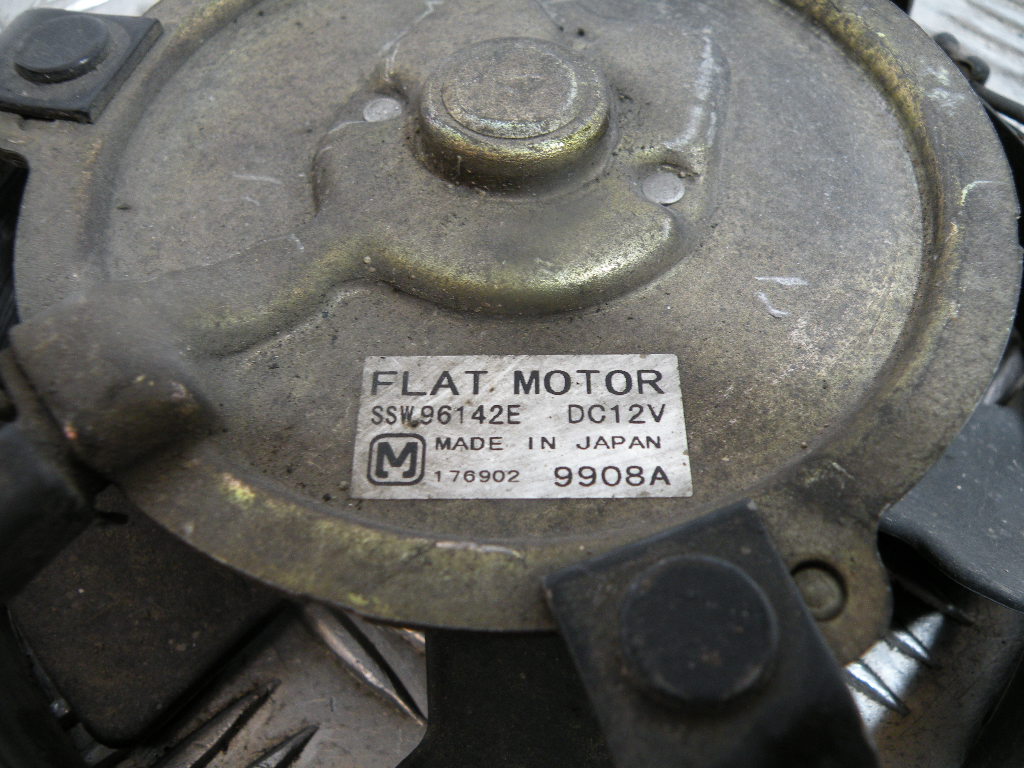 FLAT MOTOR
SSW96142E DC12V
M MADE IN JAPAN
176902 9908A